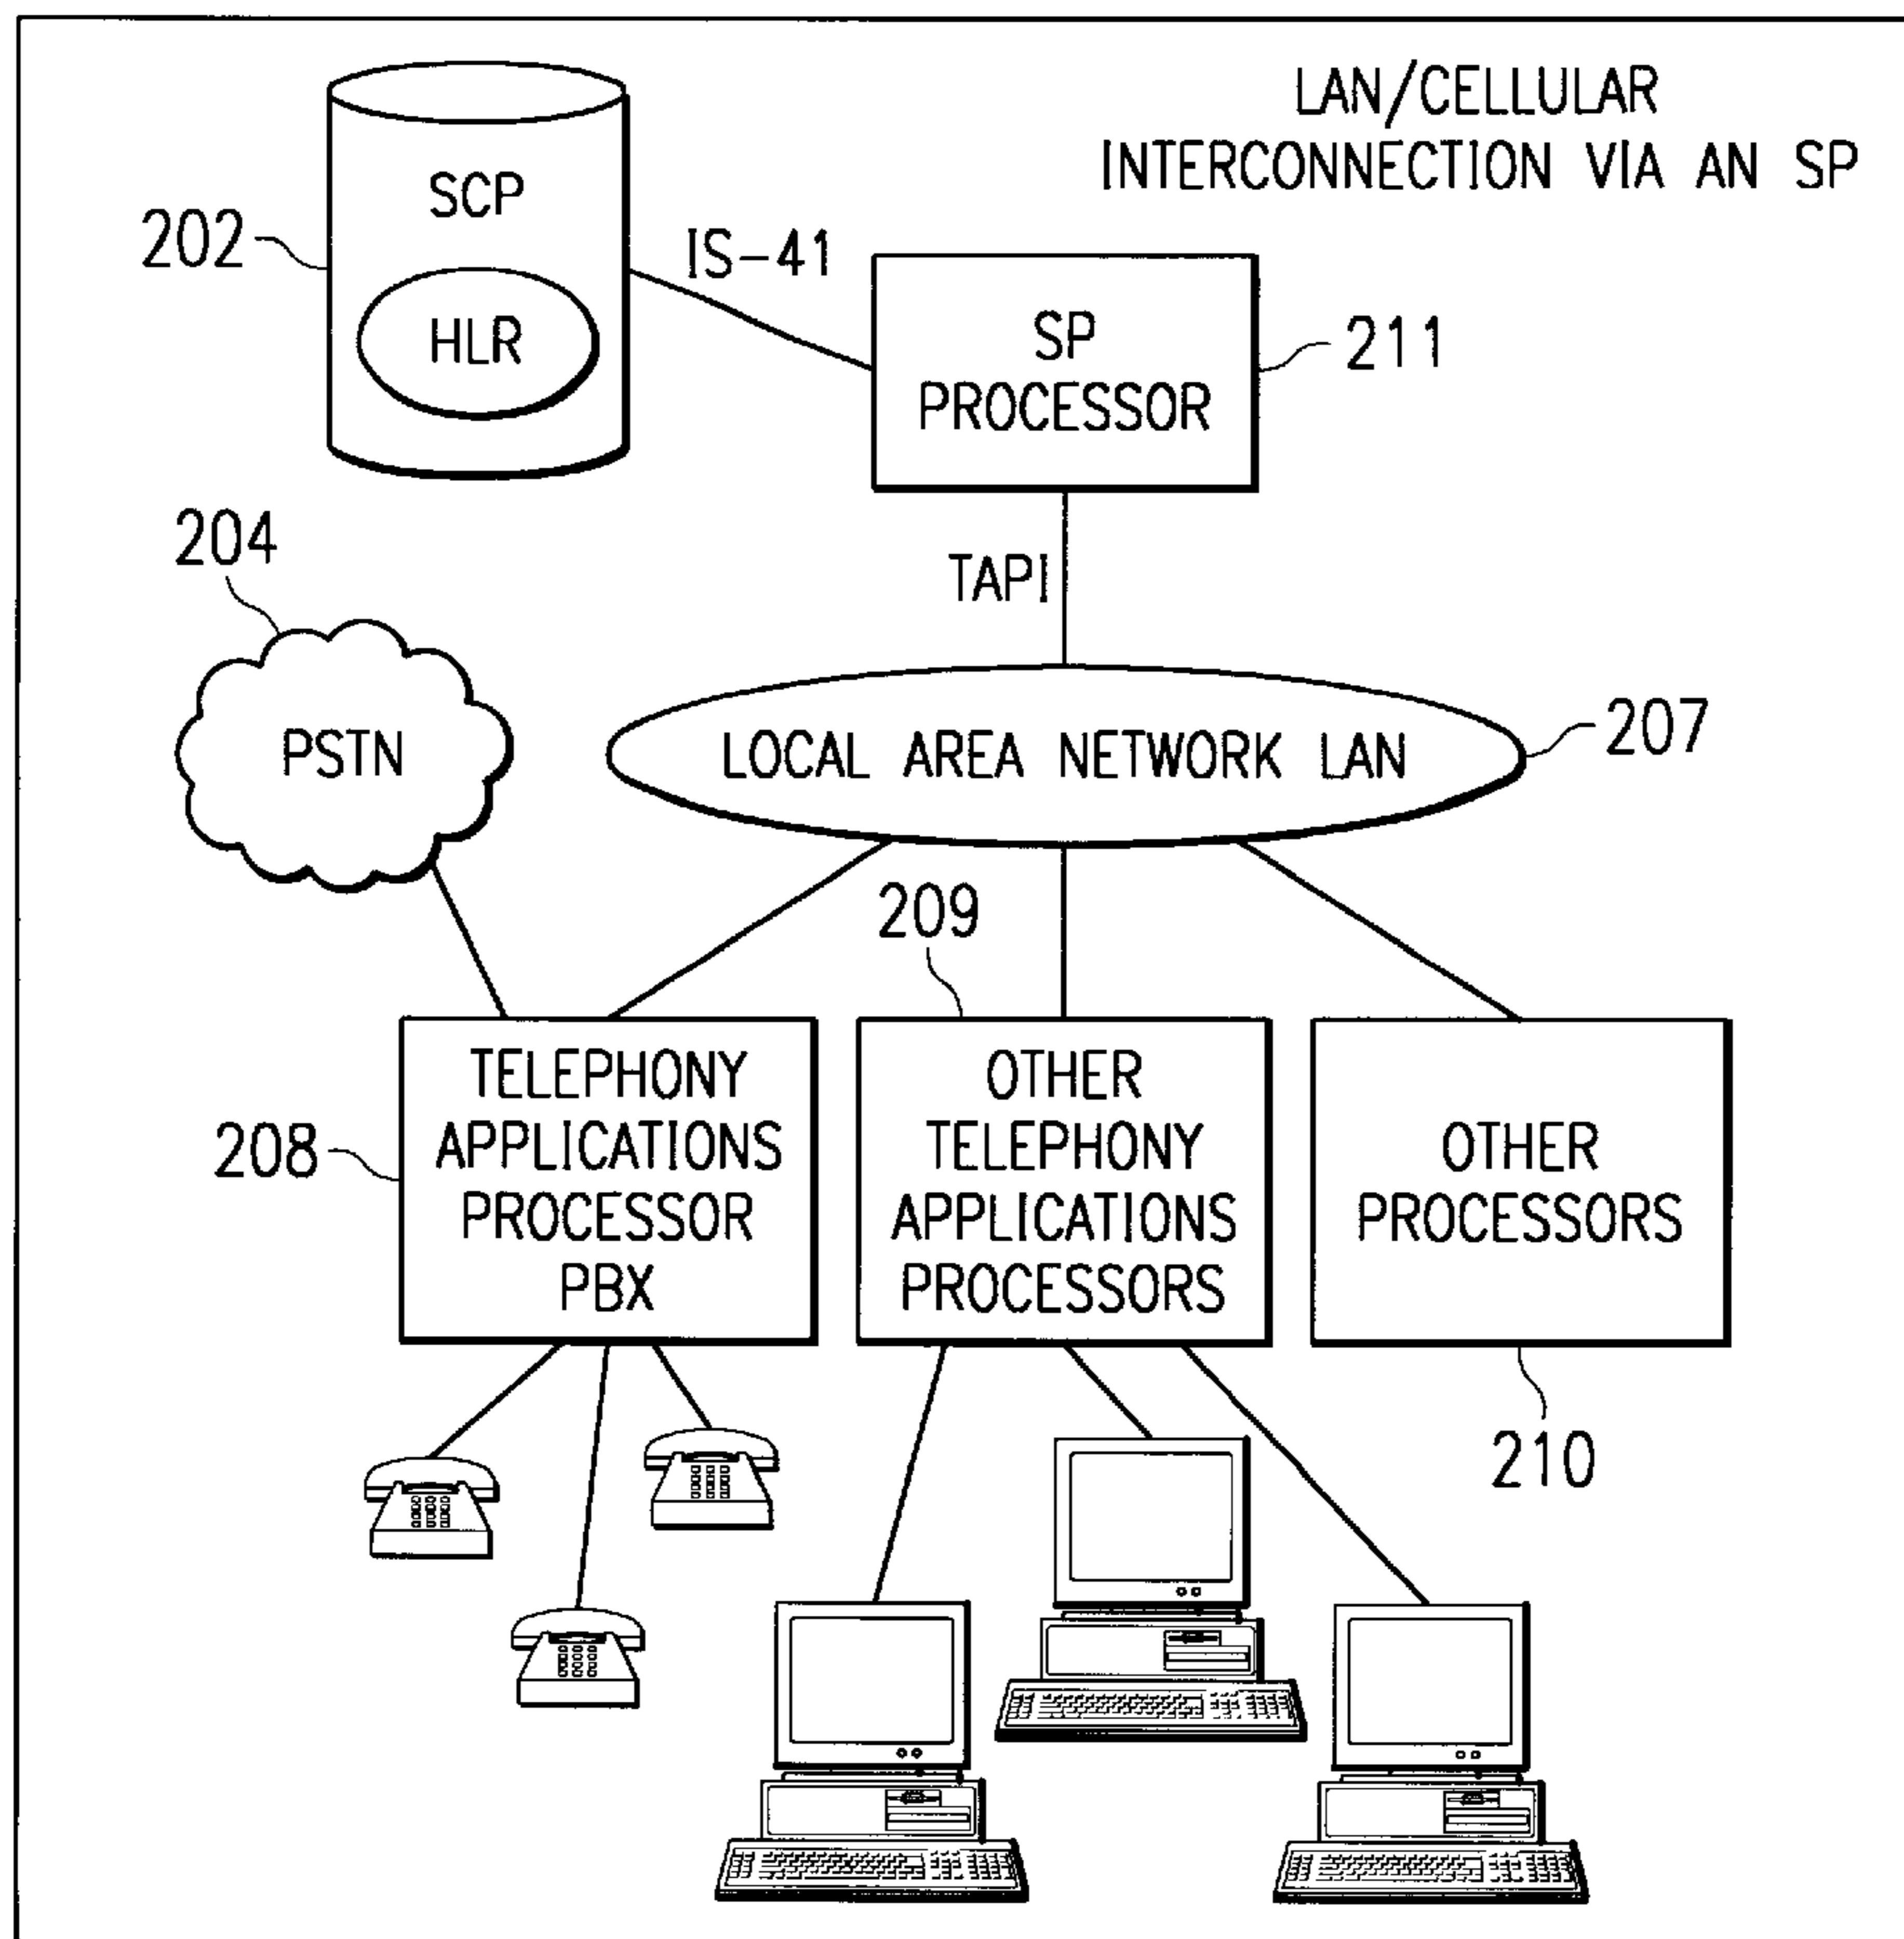 LAN/CELLULAR
INTERCONNECTION VIA AN SP
SCP
202
IS-41
HLR
SP
PROCESSOR
211
204
TAPI
PSTN
LOCAL AREA NETWORK LAN
207
209
TELEPHONY
APPLICATIONS
PROCESSOR
PBX
208
OTHER
TELEPHONY
APPLICATIONS
PROCESSORS
OTHER
PROCESSORS
210